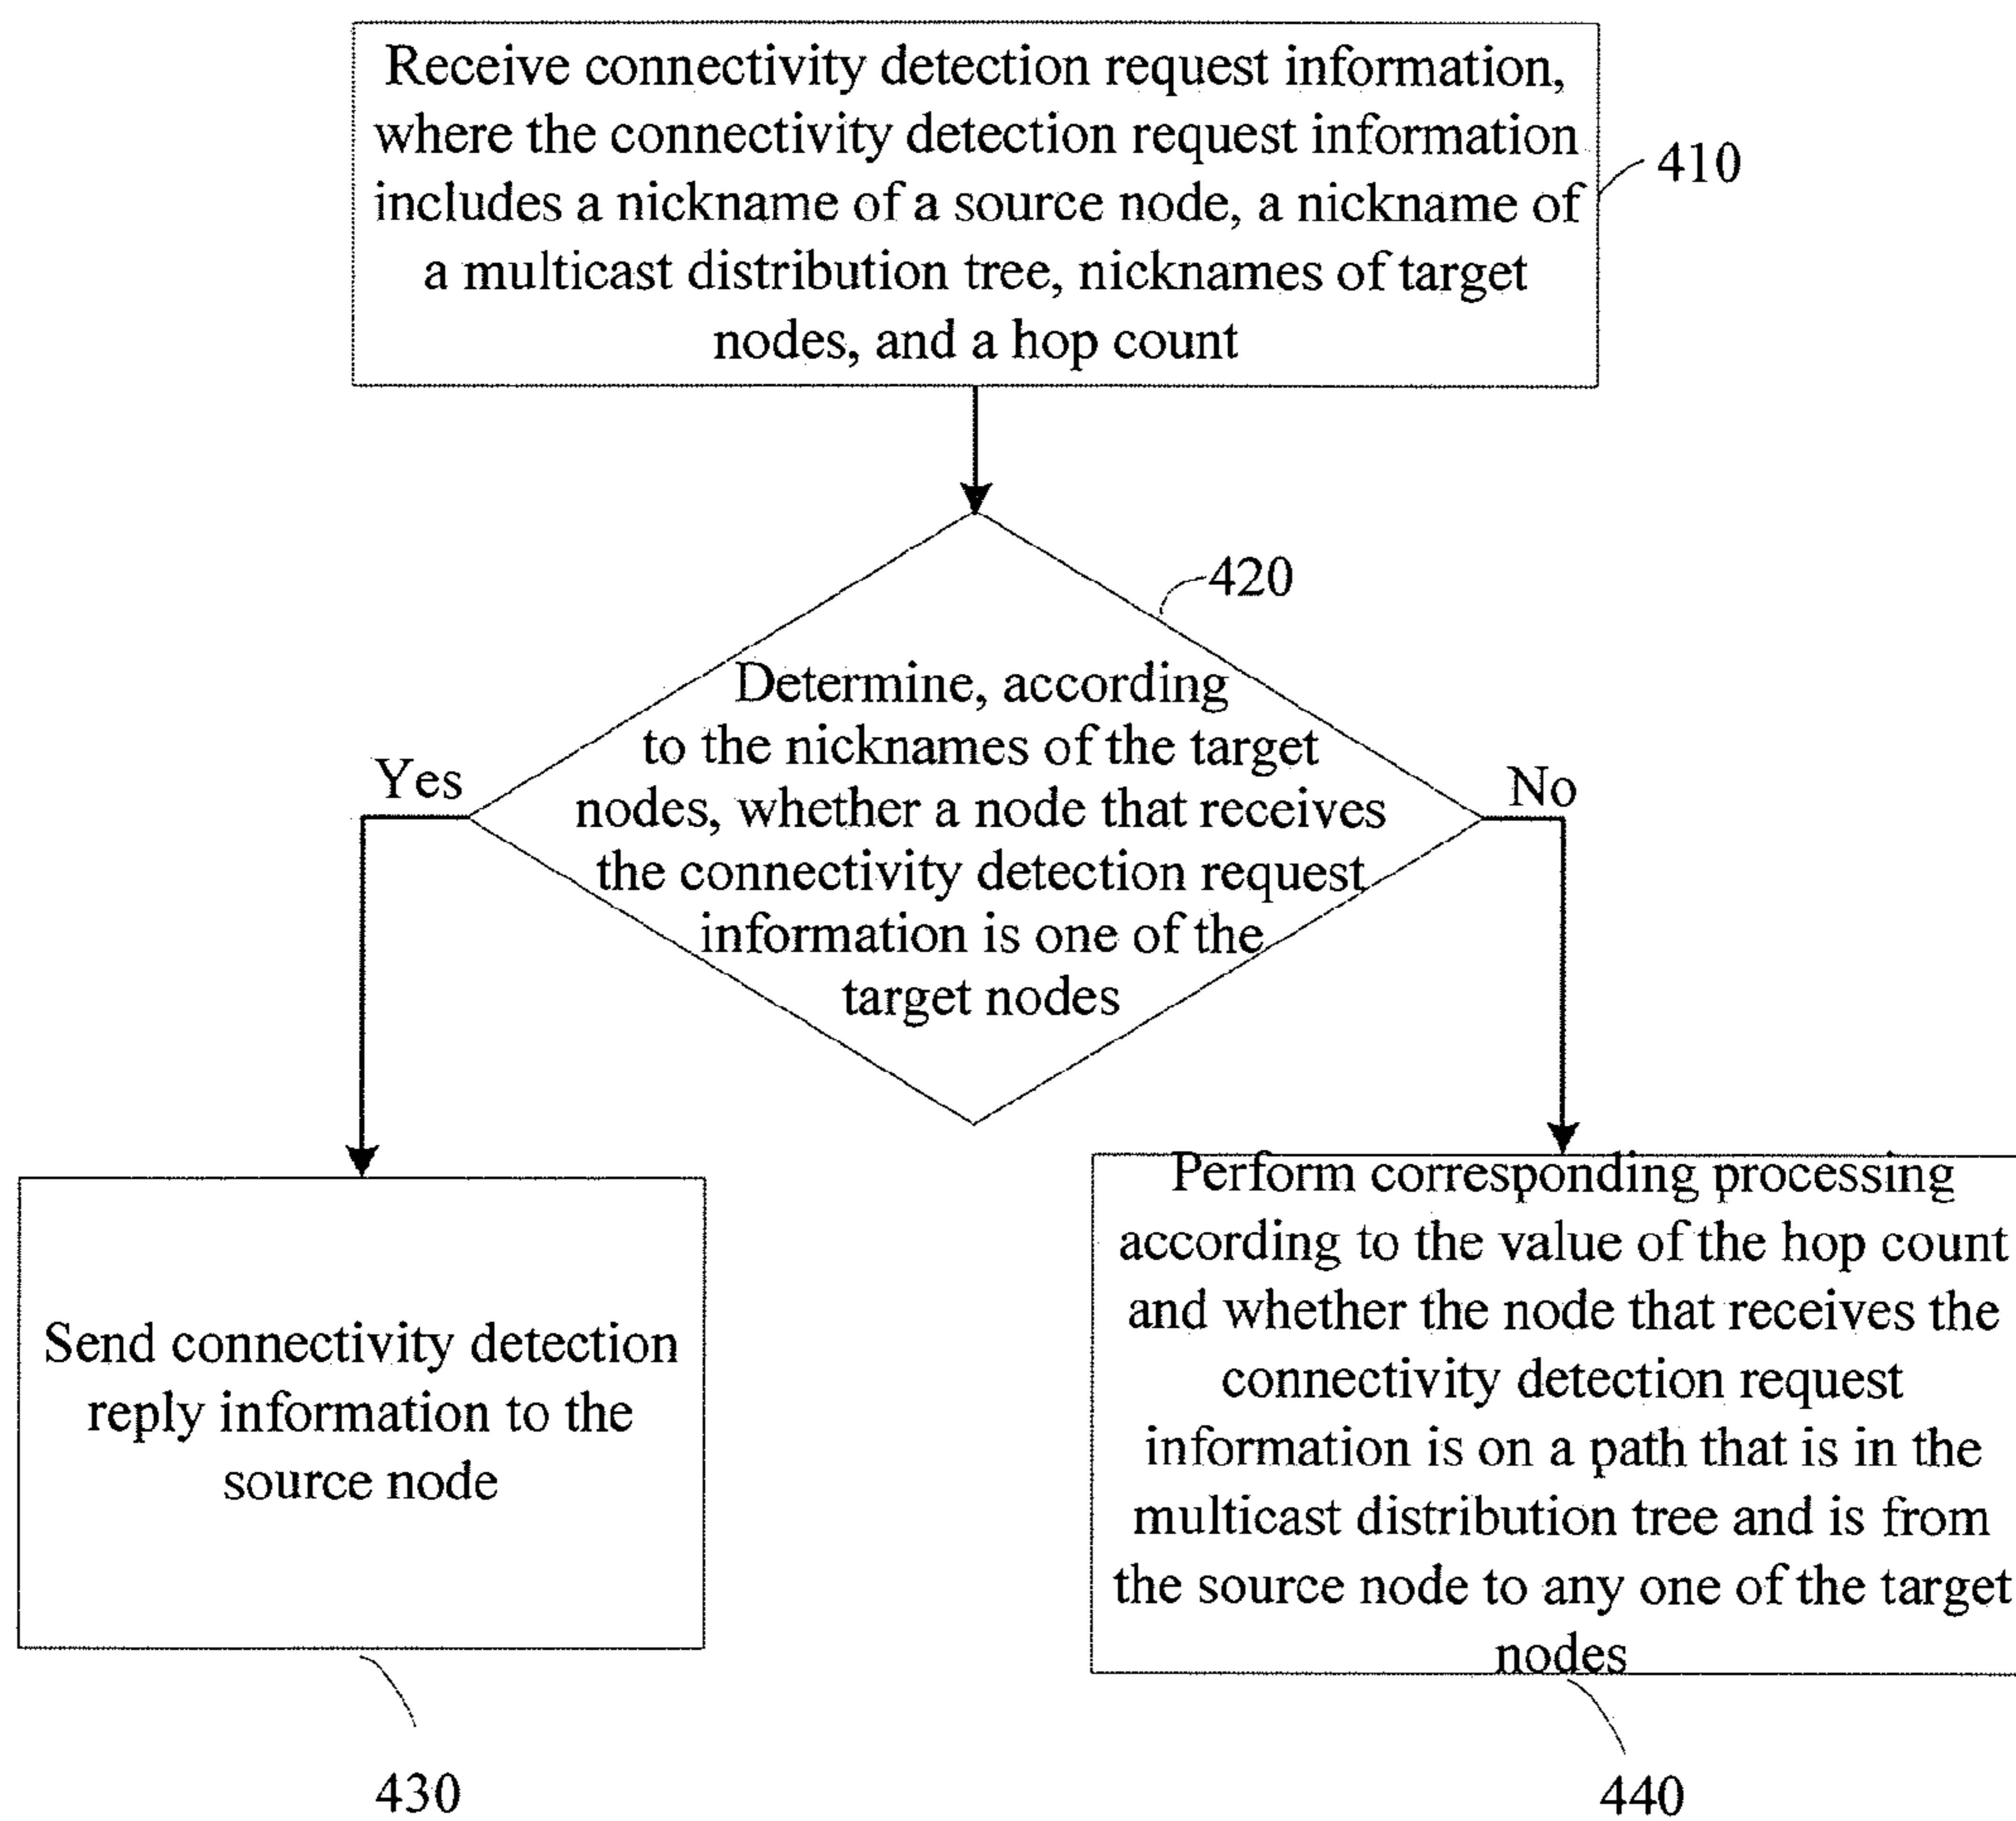 Receive connectivity detection request information,
where the connectivity detection request information
includes a nickname of a source node, a nickname of
a multicast distribution tree, nicknames of target
nodes, and a hop count
410
420
Determine, according
to the nicknames of the target
nodes, whether a node that receives
the connectivity detection request
information is one of the
target nodes
Yes
No
Send connectivity detection
reply information to the
source node
Perform corresponding processing
according to the value of the hop count
and whether the node that receives the
connectivity detection request
information is on a path that is in the
multicast distribution tree and is from
the source node to any one of the target
nodes
430
440